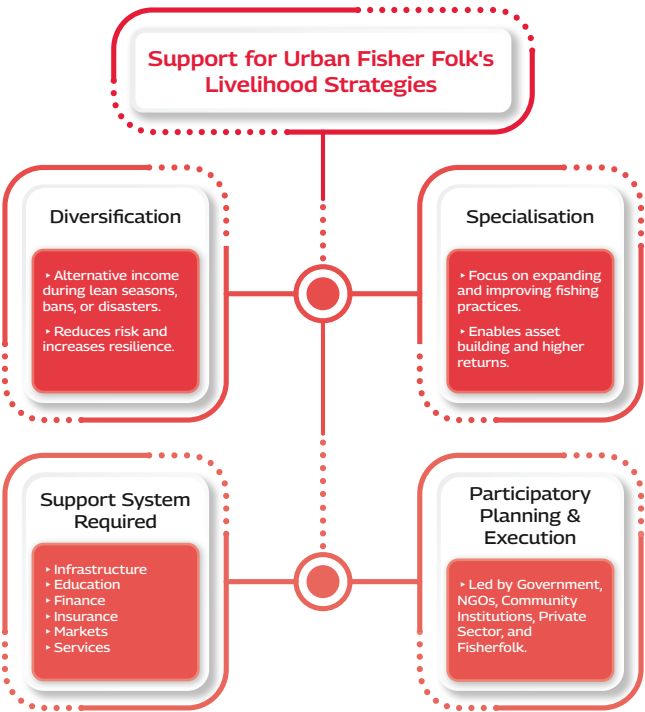 Support for Urban Fisher Folk's
Livelihood Strategies
Diversification
‣ Alternative income
during lean seasons,
bans, or disasters.
‣ Reduces risk and
increases resilience.
Specialisation
‣ Focus on expanding
and improving fishing
practices.
‣ Enables asset
building and higher
returns.
Support System
Required
‣ Infrastructure
‣ Education
‣ Finance
‣ Insurance
‣ Markets
‣ Services
Participatory
Planning &
Execution
‣ Led by Government,
NGOs, Community
Institutions, Private
Sector, and
Fisherfolk.